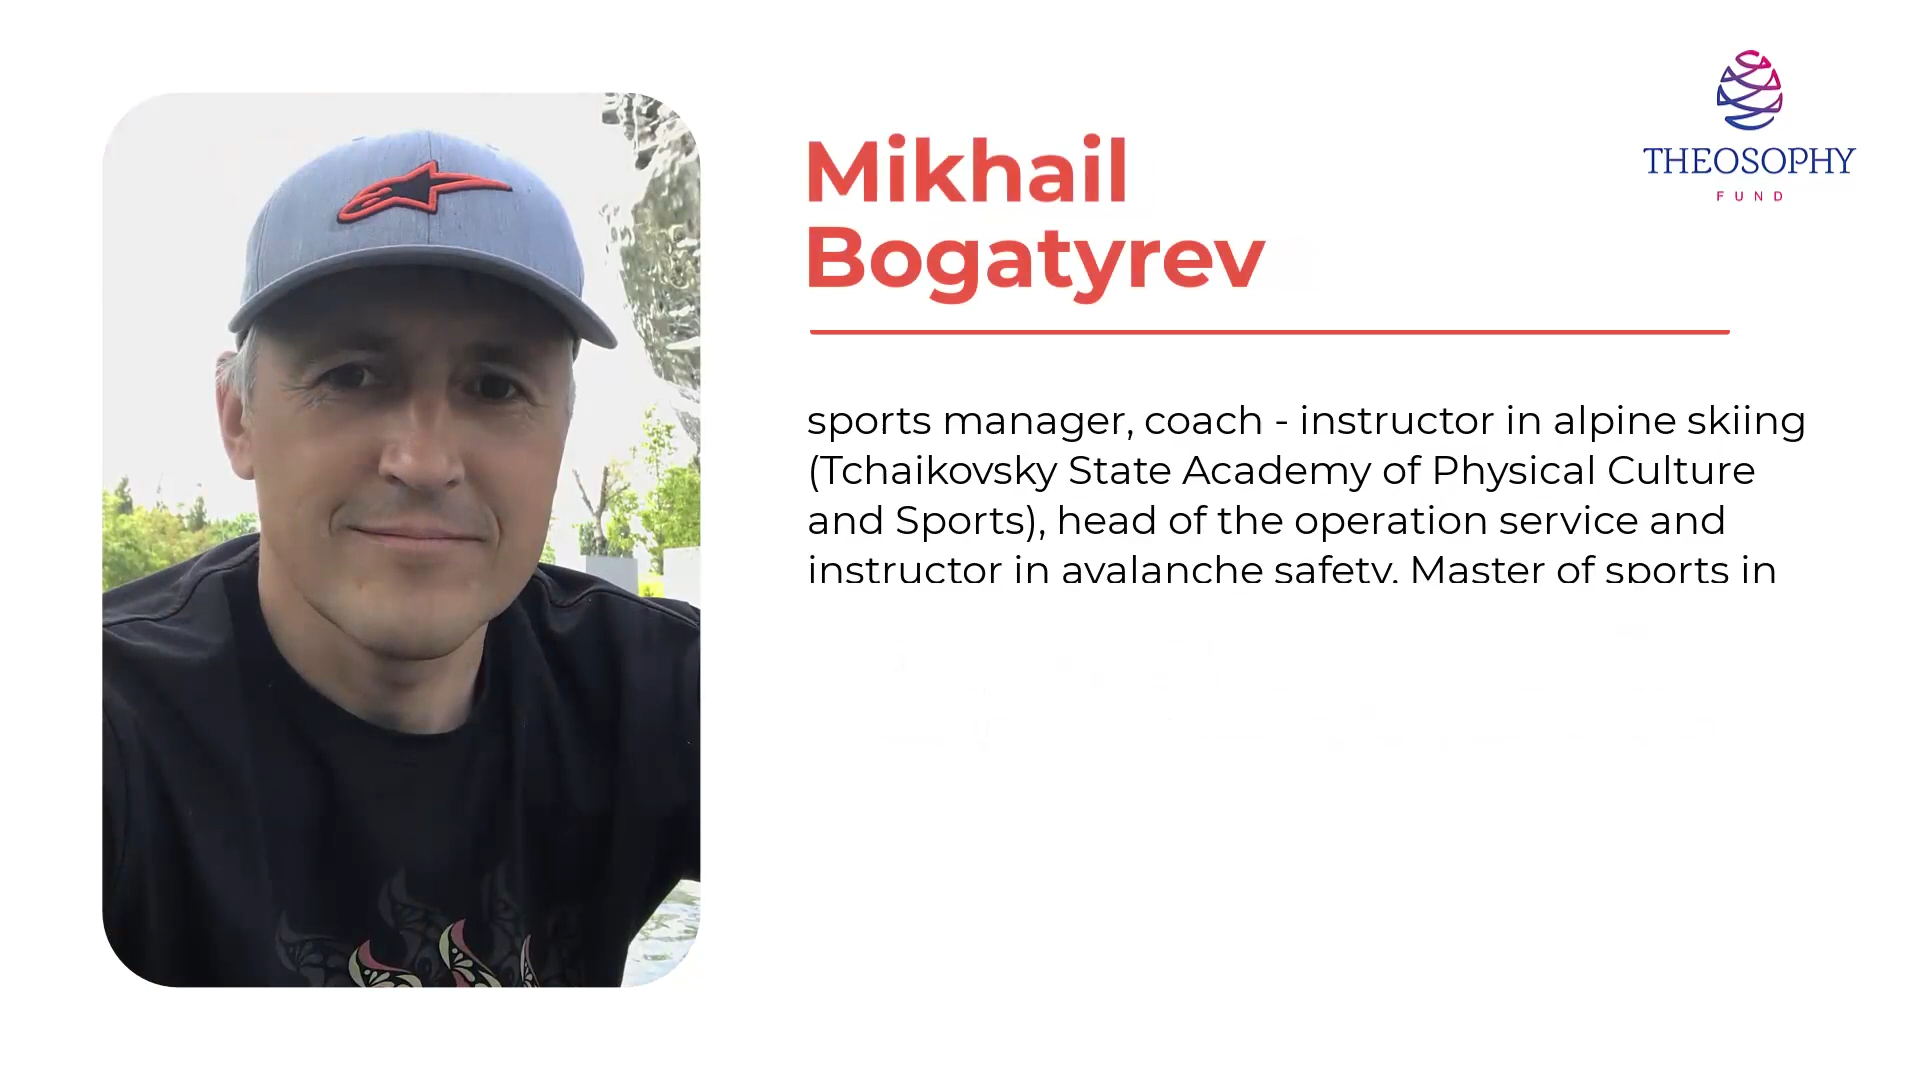 Mikhail
Bogatyrev
THEOSOPHY
FUND
sports manager, coach - instructor in alpine skiing
(Tchaikovsky State Academy of Physical Culture
and Sports), head of the operation service and
instructor in avalanche safety. Master of sports in